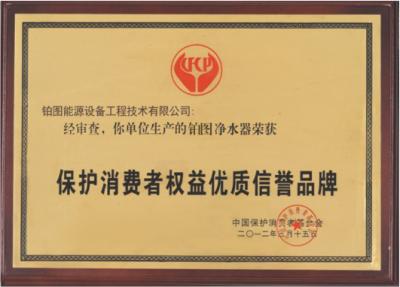 铂图能源设备工程技术有限公司:
经审查，你单位生产的铂图净水器荣获
保护消费者权益优质信誉品牌
中国保护消费者基金会
二〇一二年三月十五日